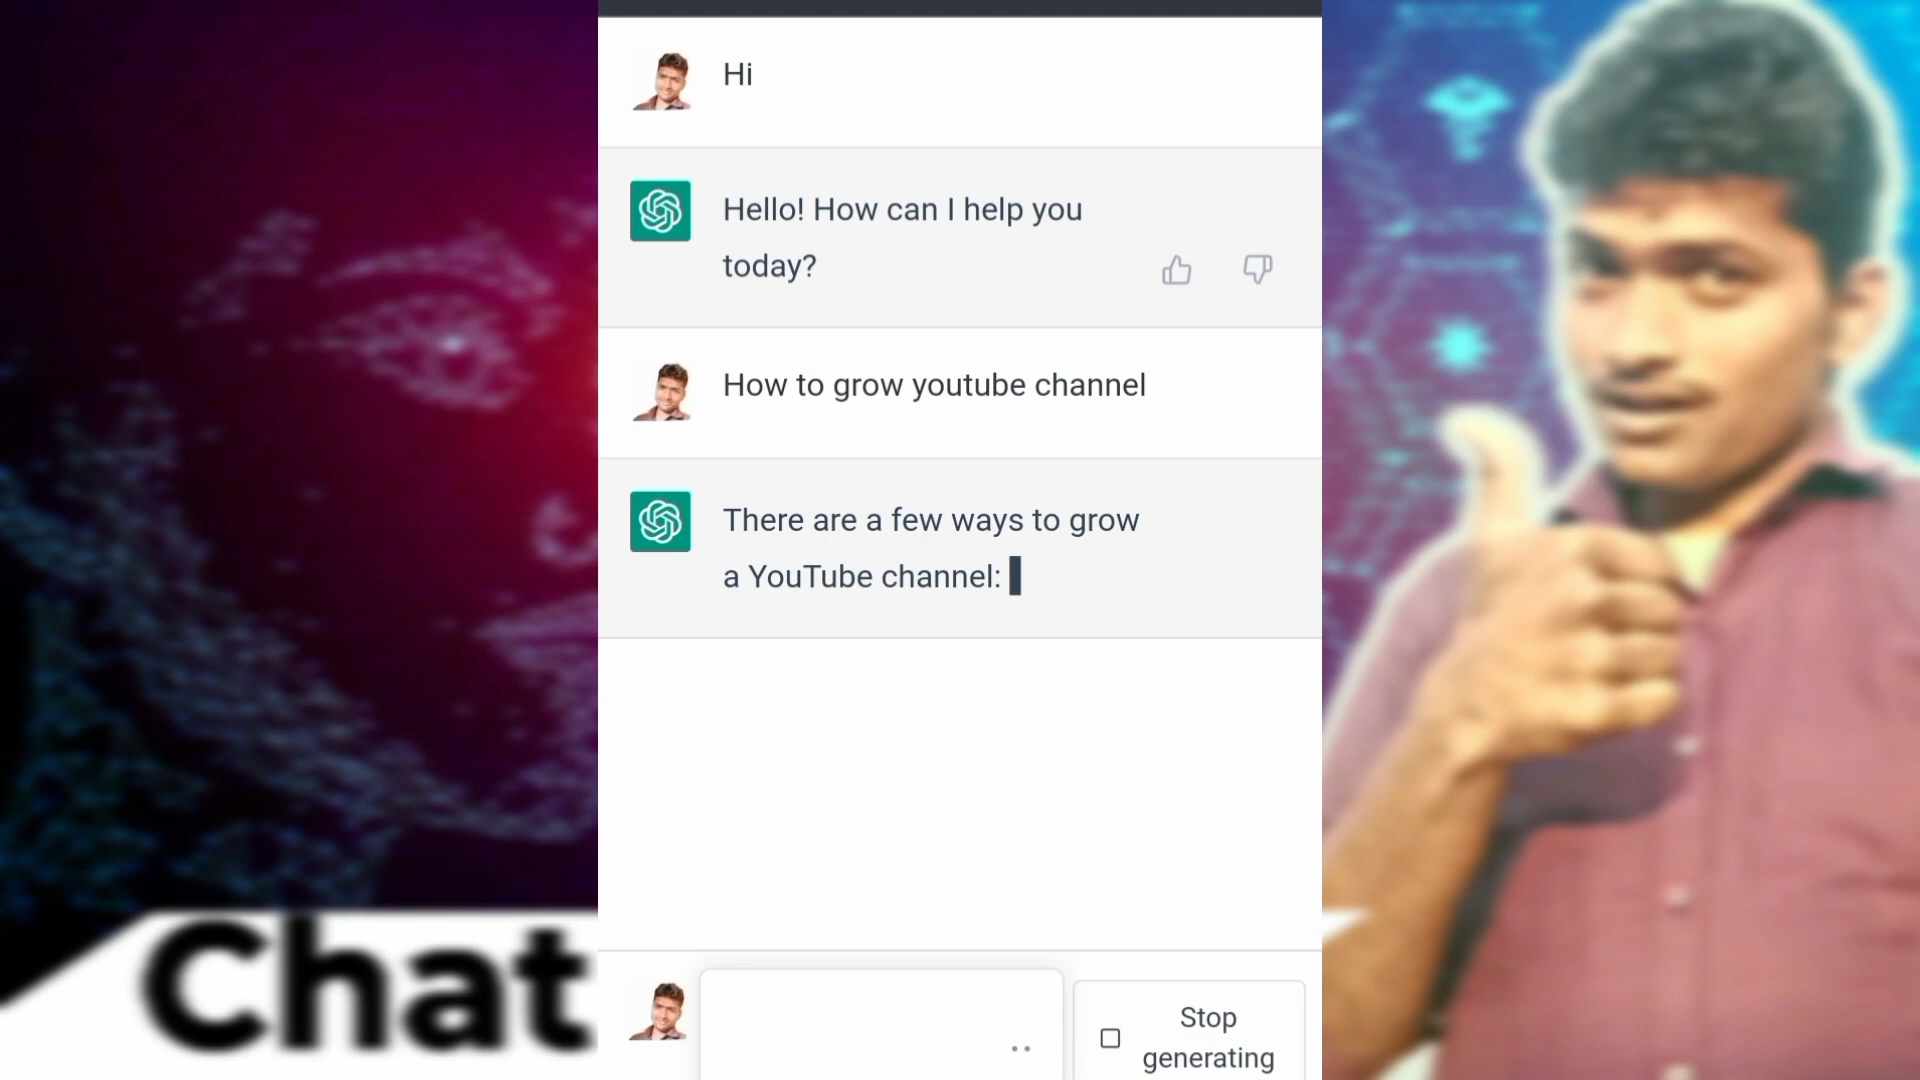 Hi
Hello! How can I help you
today?
How to grow youtube channel
There are a few ways to grow
a YouTube channel:
Stop
generating
Chat